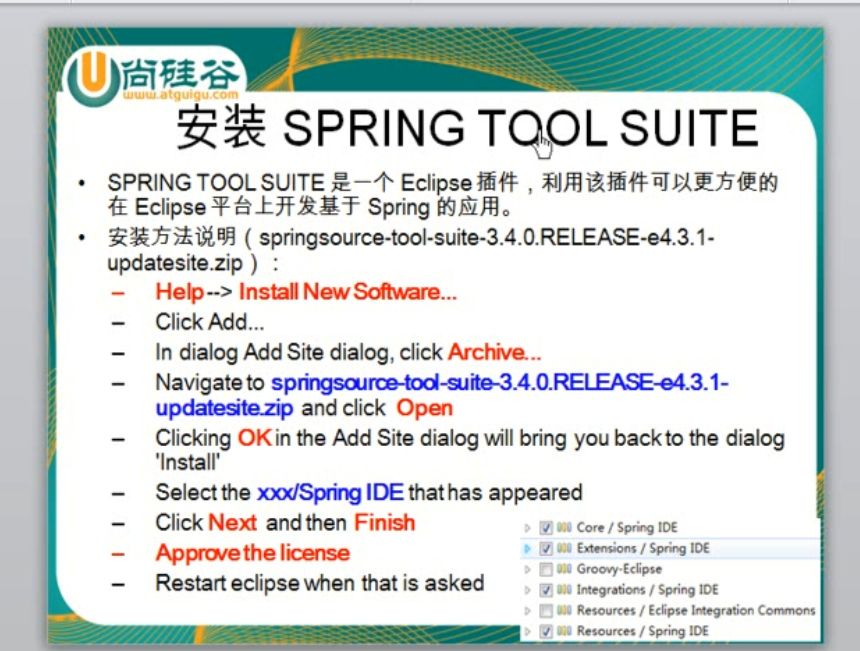 尚硅谷
www.atguigu.com
安装 SPRING TOOL SUITE
• SPRING TOOL SUITE 是一个 Eclipse 插件，利用该插件可以更方便的
在 Eclipse 平台上开发基于 Spring 的应用。
• 安装方法说明（springsource-tool-suite-3.4.0.RELEASE-e4.3.1-
updatesite.zip）：
– Help --> Install New Software...
– Click Add...
– In dialog Add Site dialog, click Archive...
– Navigate to springsource-tool-suite-3.4.0.RELEASE-e4.3.1-
updatesite.zip and click Open
– Clicking OK in the Add Site dialog will bring you back to the dialog
'Install'
– Select the xxx/Spring IDE that has appeared
– Click Next and then Finish
– Approve the license
– Restart eclipse when that is asked
Core / Spring IDE
Extensions / Spring IDE
Groovy-Eclipse
Integrations / Spring IDE
Resources / Eclipse Integration Commons
Resources / Spring IDE